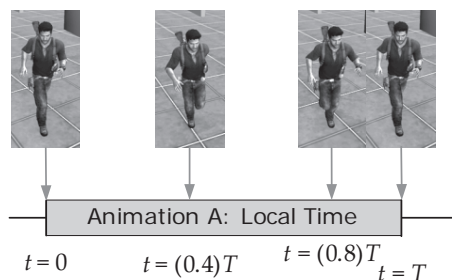 Animation A: Local Time
t = 0
t = (0.4)T
t = (0.8)T
t = T